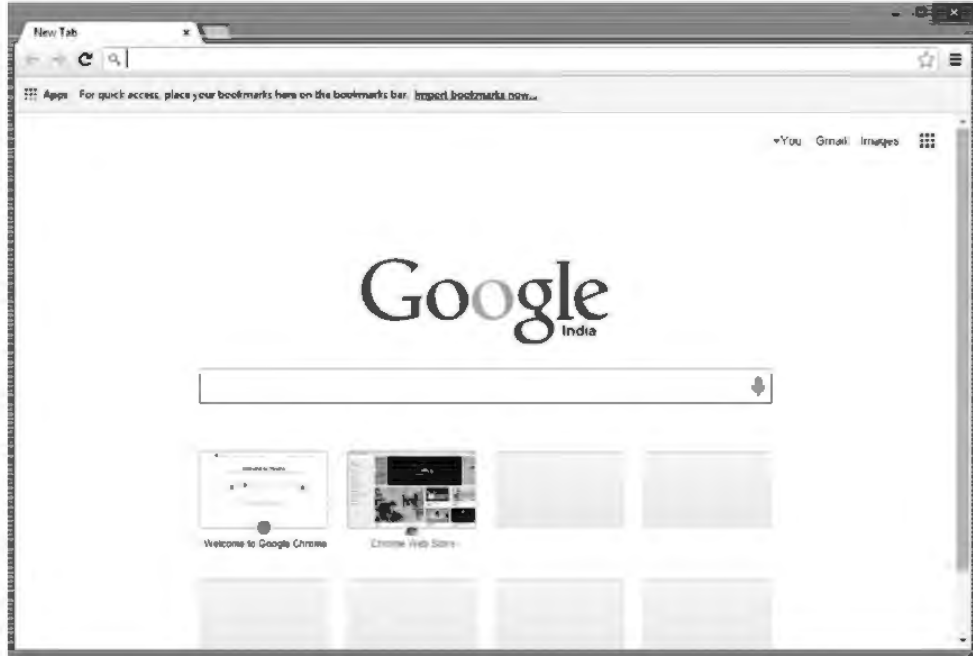 New Tab
Apps For quick access, place your bookmarks here on the bookmarks bar. Import bookmarks now...
+You Gmail Images
Google
India
Welcome to Google Chrome Chrome Web Store